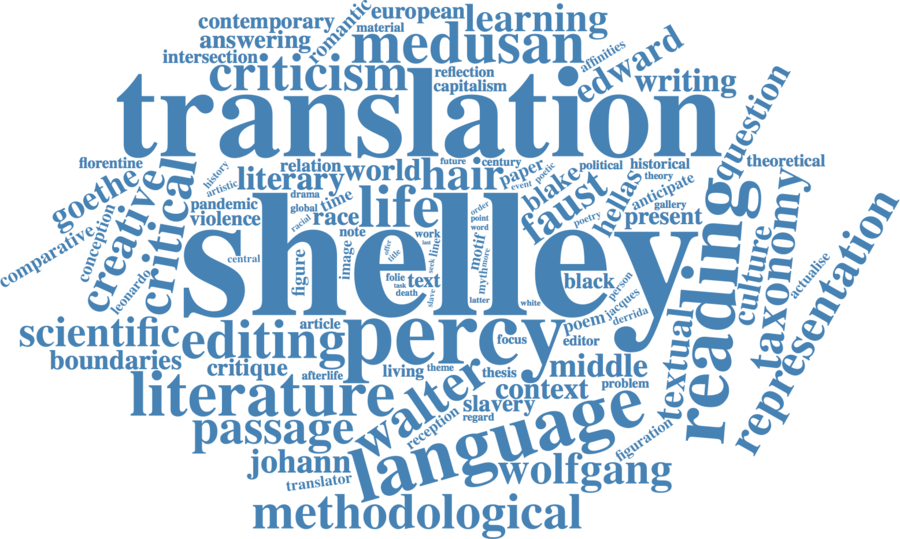 contemporary
european
learning
romantic
material
answering
medusan
edward
affinities
intersection
criticism
reflection
capitalism
writing
translation
question
florentine
relation
world
future
century
paper
political
historical
theoretical
history
literary
hair
event
poetic
theory
goethe
artistic
drama
blake
anticipate
creative
critical
pandemic
global
time
life
order
faust
hellas
gallery
violence
racial
race
point
poetry
present
comparative
conception
note
work
word
shelley
last
offer
title
line
seek
motif
more
myth
culture
taxonomy
central
figure
image
folie
task
death
text
slave
latter
white
black
person
jacques
derrida
actualise
representation
leonardo
reading
scientific
editing
article
percy
focus
poem
editor
textual
boundaries
critique
afterlife
living
theme
thesis
middle
problem
literature
walter
context
slavery
regard
reception
language
passage
figuration
johann
translator
wolfgang
methodological